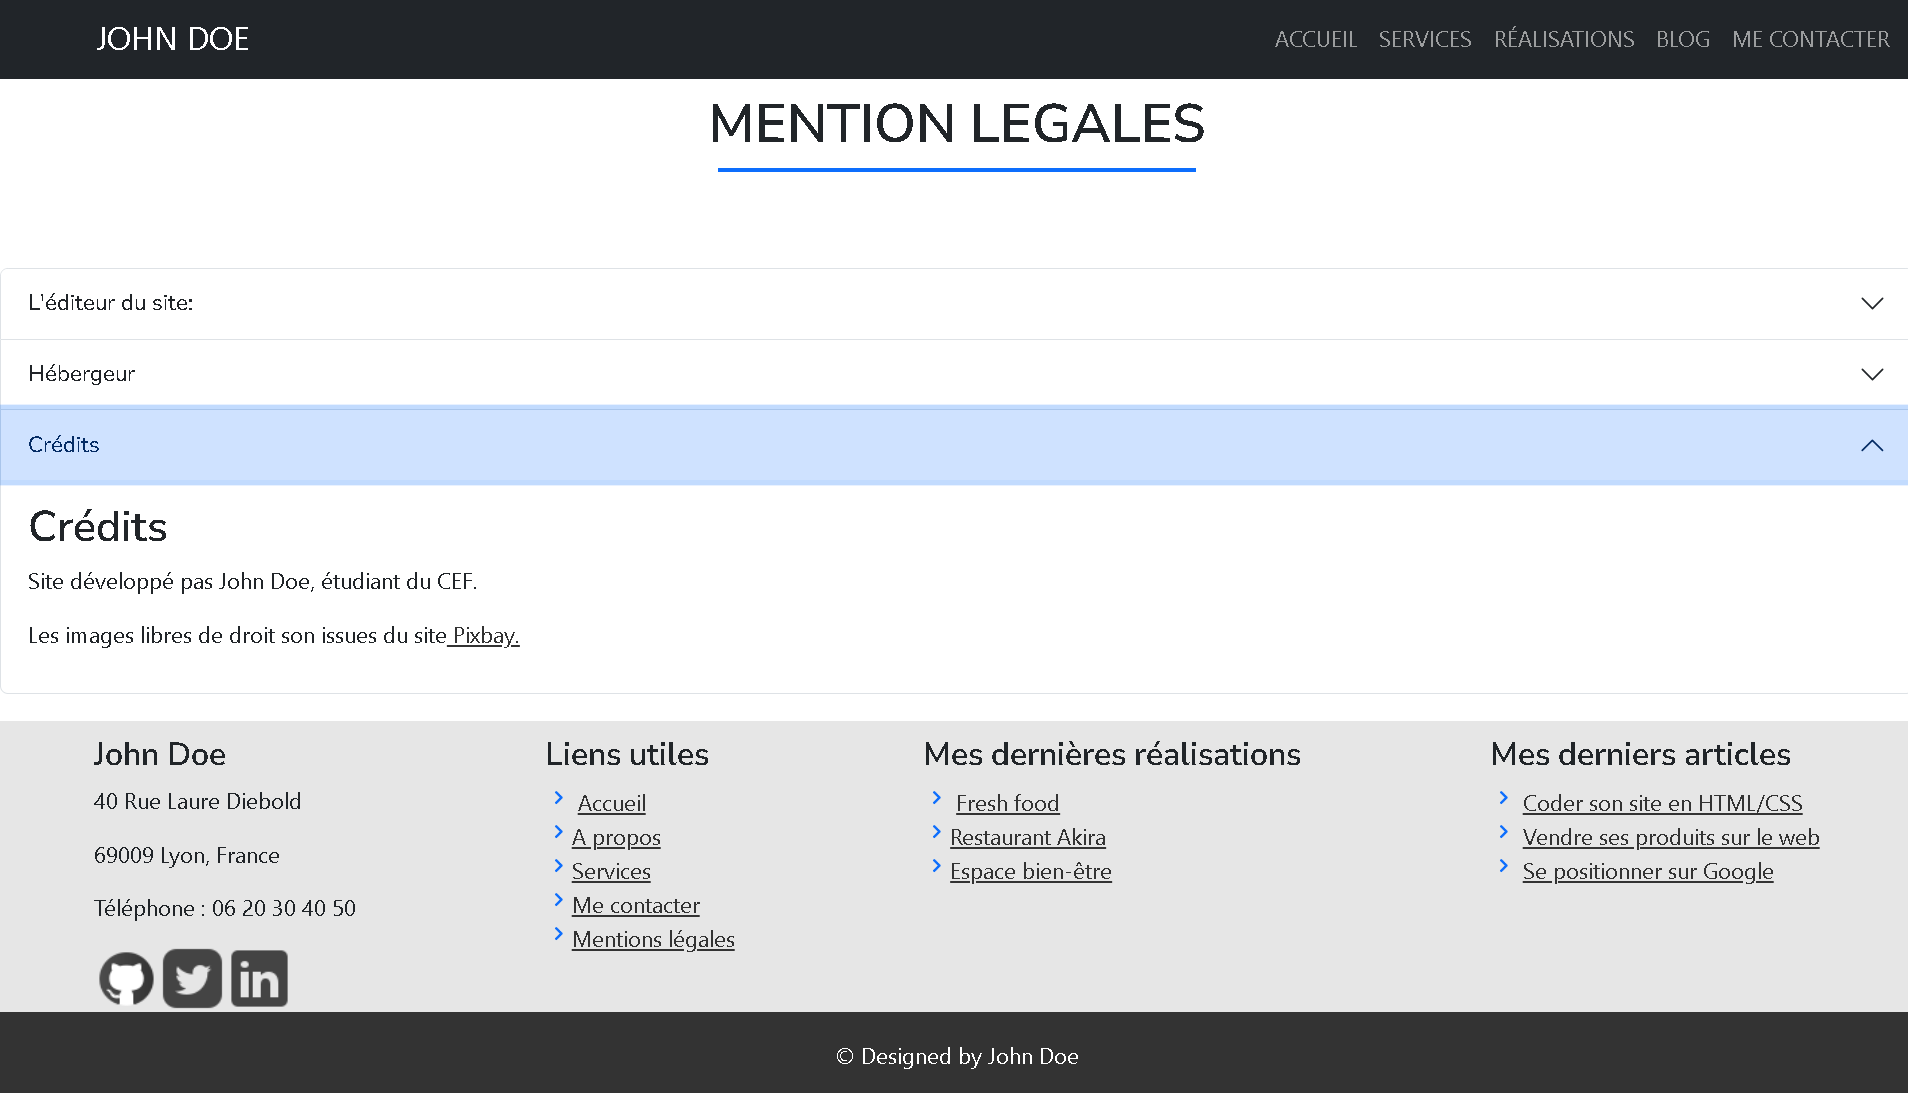 JOHN DOE
ACCUEIL SERVICES RÉALISATIONS BLOG ME CONTACTER
MENTION LEGALES
L'éditeur du site:
Hébergeur
Crédits
Crédits
Site développé pas John Doe, étudiant du CEF.
Les images libres de droit son issues du site Pixbay.
John Doe
40 Rue Laure Diebold
69009 Lyon, France
Téléphone : 06 20 30 40 50
in
Liens utiles
Accueil
A propos
Services
Me contacter
Mentions légales
Mes dernières réalisations
Fresh food
Restaurant Akira
Espace bien-être
Mes derniers articles
Coder son site en HTML/CSS
Vendre ses produits sur le web
Se positionner sur Google
© Designed by John Doe